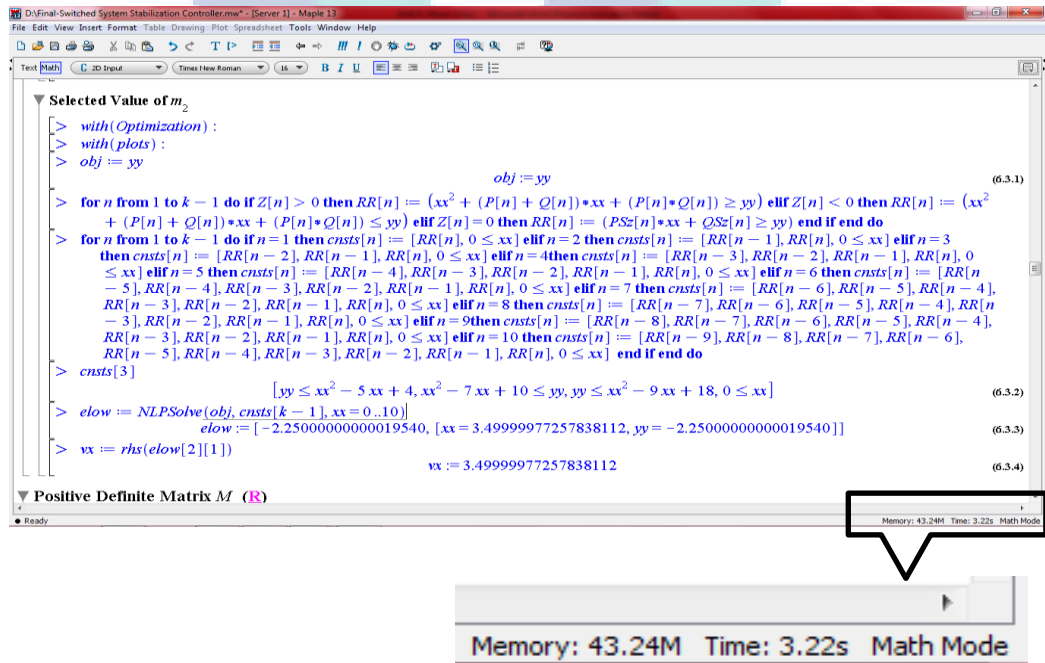 D:\Final-Switched System Stabilization Controller.mw* - [Server 1] - Maple 13
File Edit View Insert Format Table Drawing Plot Spreadsheet Tools Window Help
Text Math C 2D Input Times New Roman 16 B I U
Selected Value of m₂
> with(Optimization) :
> with(plots) :
> obj := yy
obj := yy (6.3.1)
> for n from 1 to k − 1 do if Z[n] > 0 then RR[n] := (xx² + (P[n] + Q[n])*xx + (P[n]*Q[n]) ≥ yy) elif Z[n] < 0 then RR[n] := (xx²
+ (P[n] + Q[n])*xx + (P[n]*Q[n]) ≤ yy) elif Z[n] = 0 then RR[n] := (PSz[n]*xx + QSz[n] ≥ yy) end if end do
> for n from 1 to k − 1 do if n = 1 then cnsts[n] := [RR[n], 0 ≤ xx] elif n = 2 then cnsts[n] := [RR[n − 1], RR[n], 0 ≤ xx] elif n = 3
then cnsts[n] := [RR[n − 2], RR[n − 1], RR[n], 0 ≤ xx] elif n = 4then cnsts[n] := [RR[n − 3], RR[n − 2], RR[n − 1], RR[n], 0
≤ xx] elif n = 5 then cnsts[n] := [RR[n − 4], RR[n − 3], RR[n − 2], RR[n − 1], RR[n], 0 ≤ xx] elif n = 6 then cnsts[n] := [RR[n
− 5], RR[n − 4], RR[n − 3], RR[n − 2], RR[n − 1], RR[n], 0 ≤ xx] elif n = 7 then cnsts[n] := [RR[n − 6], RR[n − 5], RR[n − 4],
RR[n − 3], RR[n − 2], RR[n − 1], RR[n], 0 ≤ xx] elif n = 8 then cnsts[n] := [RR[n − 7], RR[n − 6], RR[n − 5], RR[n − 4], RR[n
− 3], RR[n − 2], RR[n − 1], RR[n], 0 ≤ xx] elif n = 9then cnsts[n] := [RR[n − 8], RR[n − 7], RR[n − 6], RR[n − 5], RR[n − 4],
RR[n − 3], RR[n − 2], RR[n − 1], RR[n], 0 ≤ xx] elif n = 10 then cnsts[n] := [RR[n − 9], RR[n − 8], RR[n − 7], RR[n − 6],
RR[n − 5], RR[n − 4], RR[n − 3], RR[n − 2], RR[n − 1], RR[n], 0 ≤ xx] end if end do
> cnsts[3]
[yy ≤ xx² − 5 xx + 4, xx² − 7 xx + 10 ≤ yy, yy ≤ xx² − 9 xx + 18, 0 ≤ xx] (6.3.2)
> elow := NLPSolve(obj, cnsts[k − 1], xx = 0 ..10)
elow := [−2.25000000000019540, [xx = 3.49999977257838112, yy = −2.25000000000019540]] (6.3.3)
> vx := rhs(elow[2][1])
vx := 3.49999977257838112 (6.3.4)
Positive Definite Matrix M (R)
Ready Memory: 43.24M Time: 3.22s Math Mode
Memory: 43.24M Time: 3.22s Math Mode